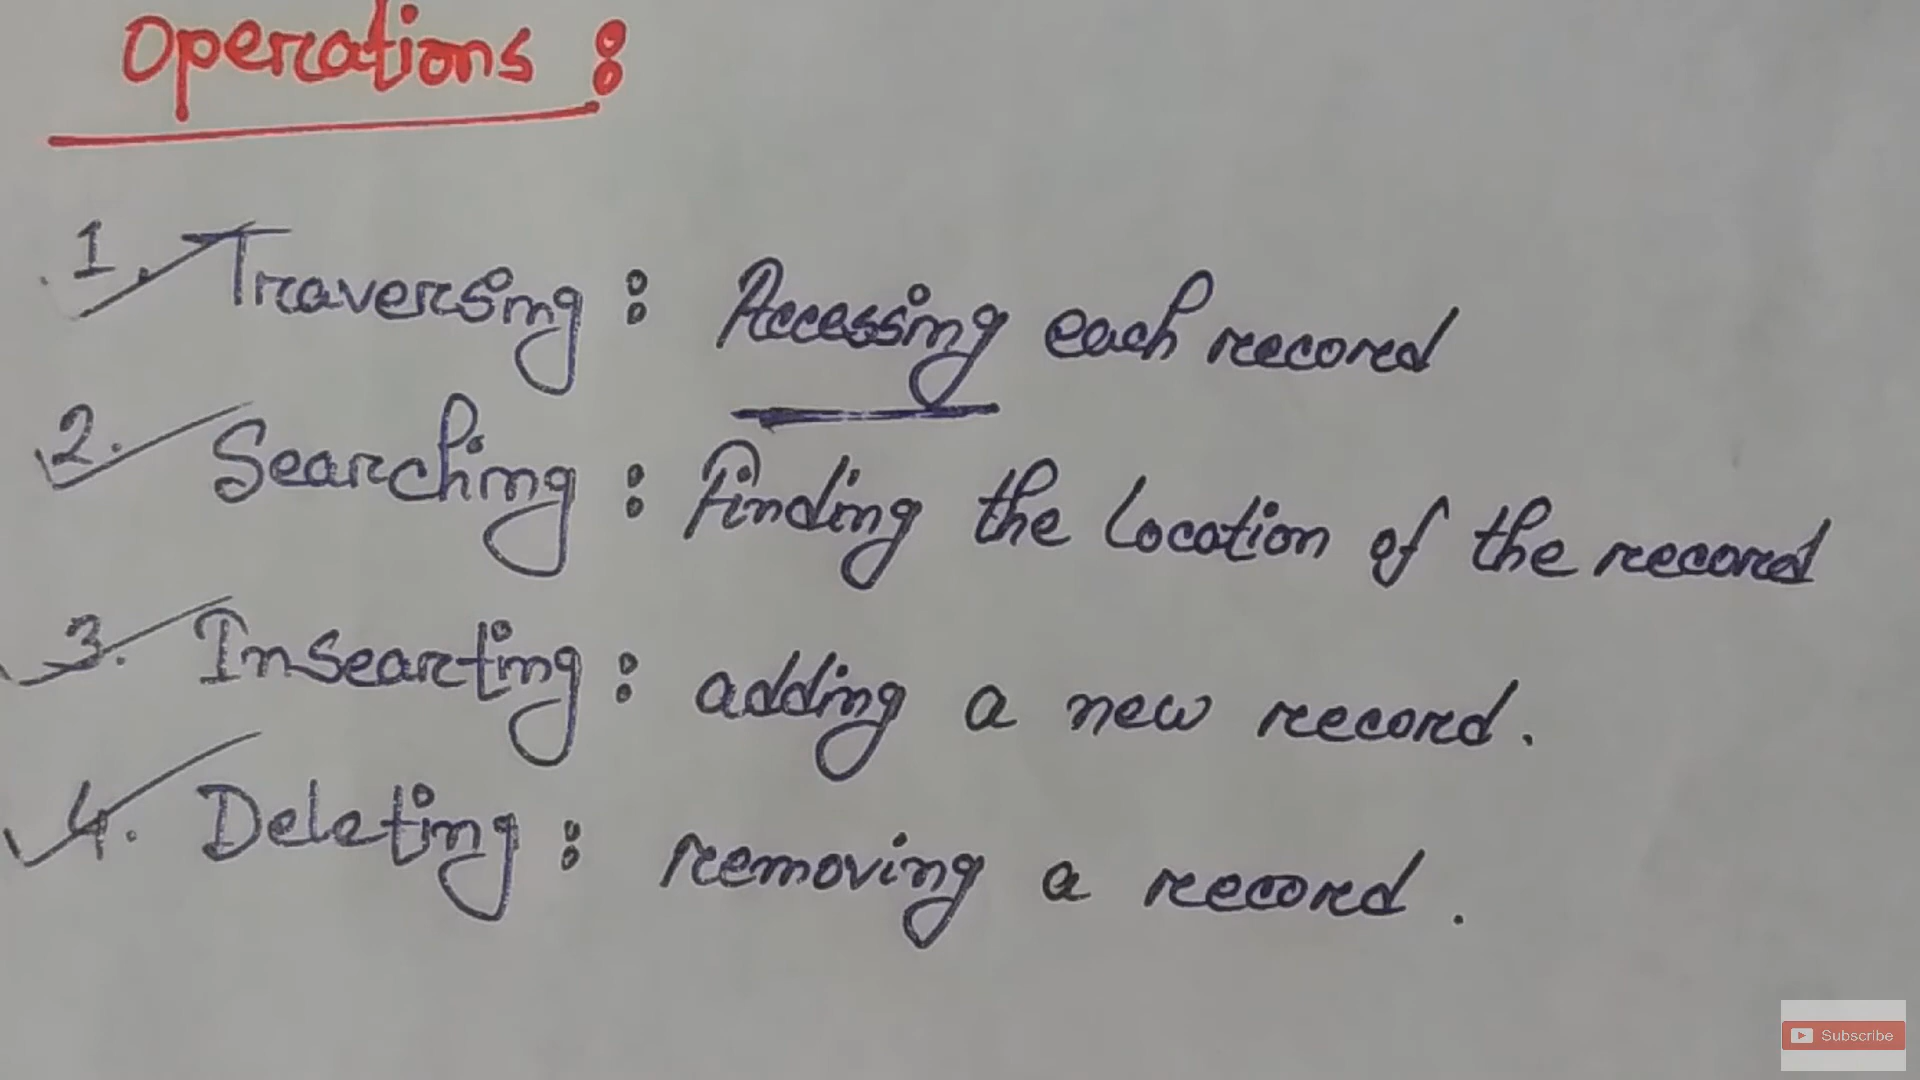 Operations :
1. Traversing : Accessing each record
2. Searching : Finding the location of the record
3. Insearting : adding a new record.
4. Deleting : removing a record.
Subscribe